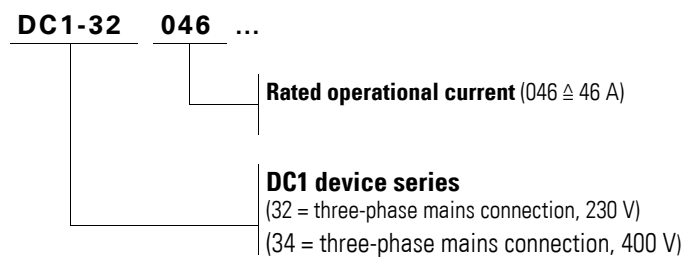 DC1-32 046 ...
Rated operational current (046 ≙ 46 A)
DC1 device series
(32 = three-phase mains connection, 230 V)
(34 = three-phase mains connection, 400 V)